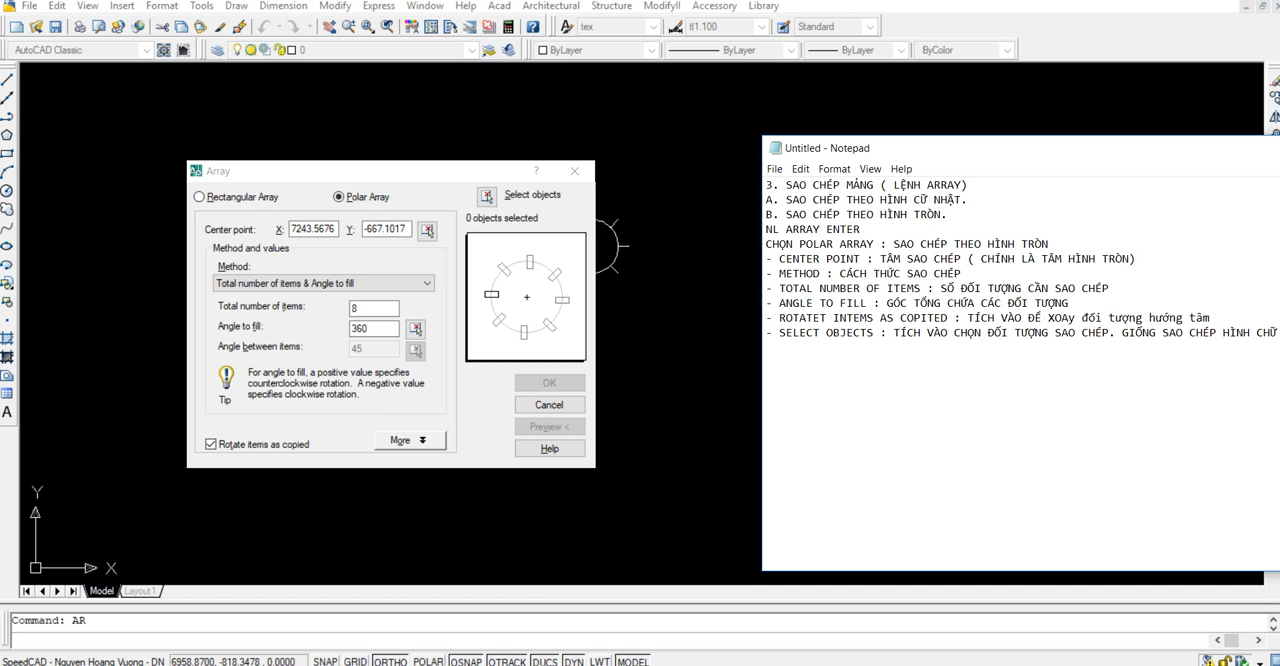 File Edit View Insert Format Tools Draw Dimension Modify Express Window Help Acad Architectural Structure Modifyll Accessory Library
tex tl1.100 Standard
AutoCAD Classic 0 ByLayer ByLayer ByLayer ByColor
Array
Rectangular Array Polar Array Select objects
0 objects selected
Center point: X: 7243.5676 Y: -667.1017
Method and values
Method:
Total number of items & Angle to fill
Total number of items: 8
Angle to fill: 360
Angle between items: 45
For angle to fill, a positive value specifies
counterclockwise rotation. A negative value
specifies clockwise rotation.
Tip
Rotate items as copied More
OK
Cancel
Preview <
Help
Untitled - Notepad
File Edit Format View Help
3. SAO CHÉP MẢNG ( LỆNH ARRAY)
A. SAO CHÉP THEO HÌNH CỮ NHẬT.
B. SAO CHÉP THEO HÌNH TRÒN.
NL ARRAY ENTER
CHỌN POLAR ARRAY : SAO CHÉP THEO HÌNH TRÒN
- CENTER POINT : TÂM SAO CHÉP ( CHÍNH LÀ TÂM HÌNH TRÒN)
- METHOD : CÁCH THỨC SAO CHÉP
- TOTAL NUMBER OF ITEMS : SỐ ĐỐI TƯỢNG CẦN SAO CHÉP
- ANGLE TO FILL : GÓC TỔNG CHỨA CÁC ĐỐI TƯỢNG
- ROTATET INTEMS AS COPITED : TÍCH VÀO ĐỂ XOAy đối tượng hướng tâm
- SELECT OBJECTS : TÍCH VÀO CHỌN ĐỐI TƯỢNG SAO CHÉP. GIỐNG SAO CHÉP HÌNH CHỮ
Y
X
Model Layout1
Command: AR
SpeedCAD - Nguyen Hoang Vuong - DN 6958.8700, -818.3478 , 0.0000 SNAP GRID ORTHO POLAR OSNAP OTRACK DUCS DYN LWT MODEL
A